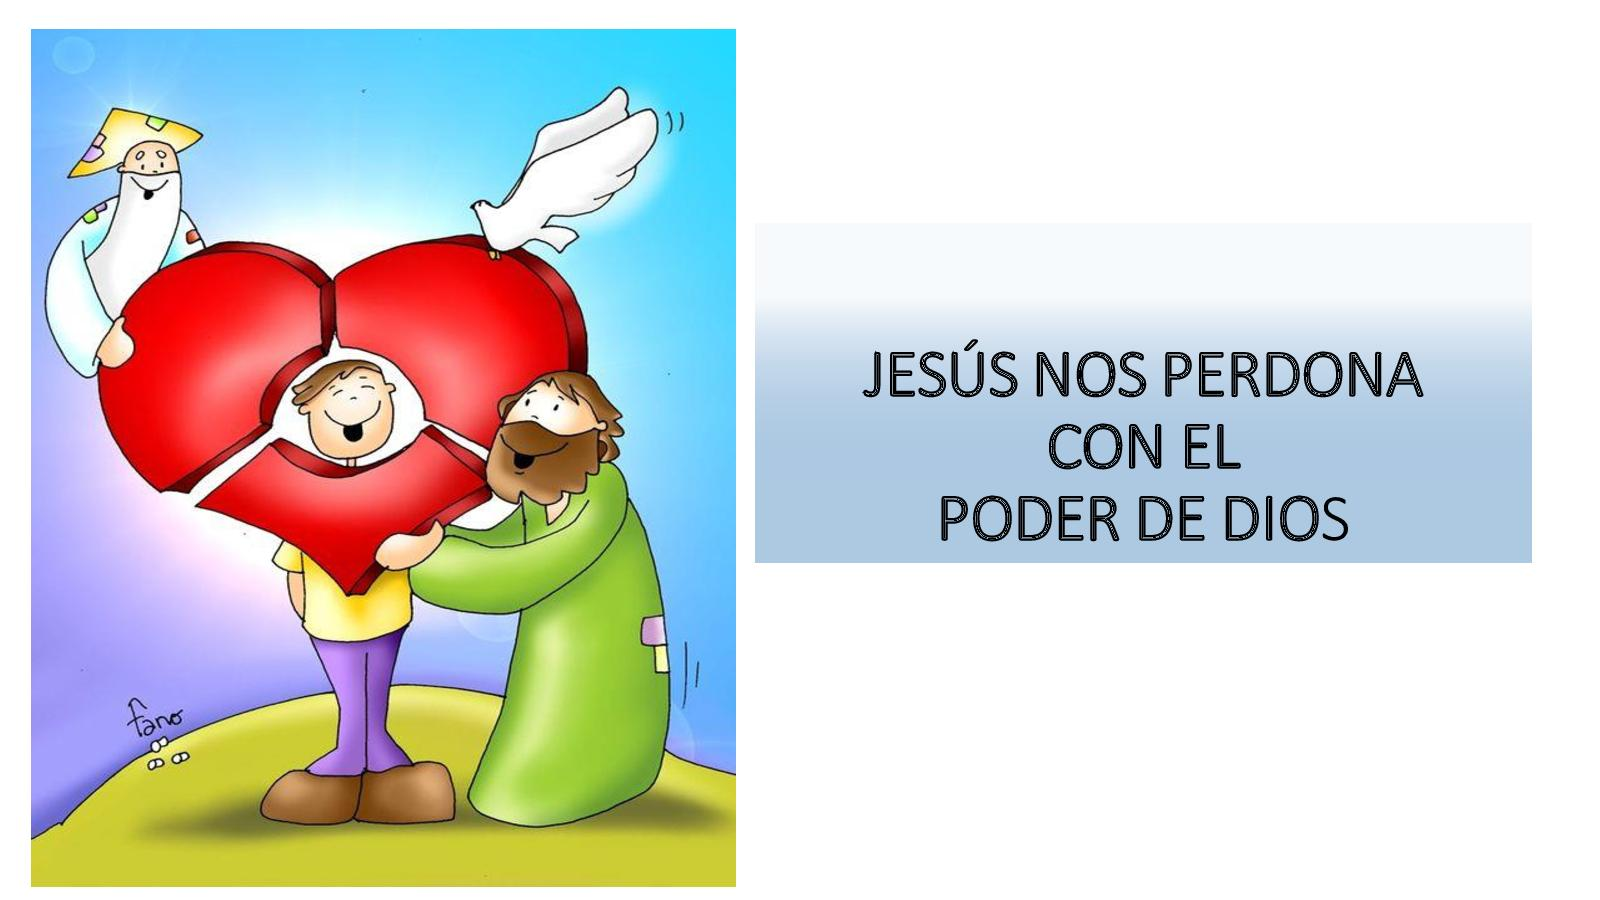 JESÚS NOS PERDONA
CON EL
PODER DE DIOS
fano